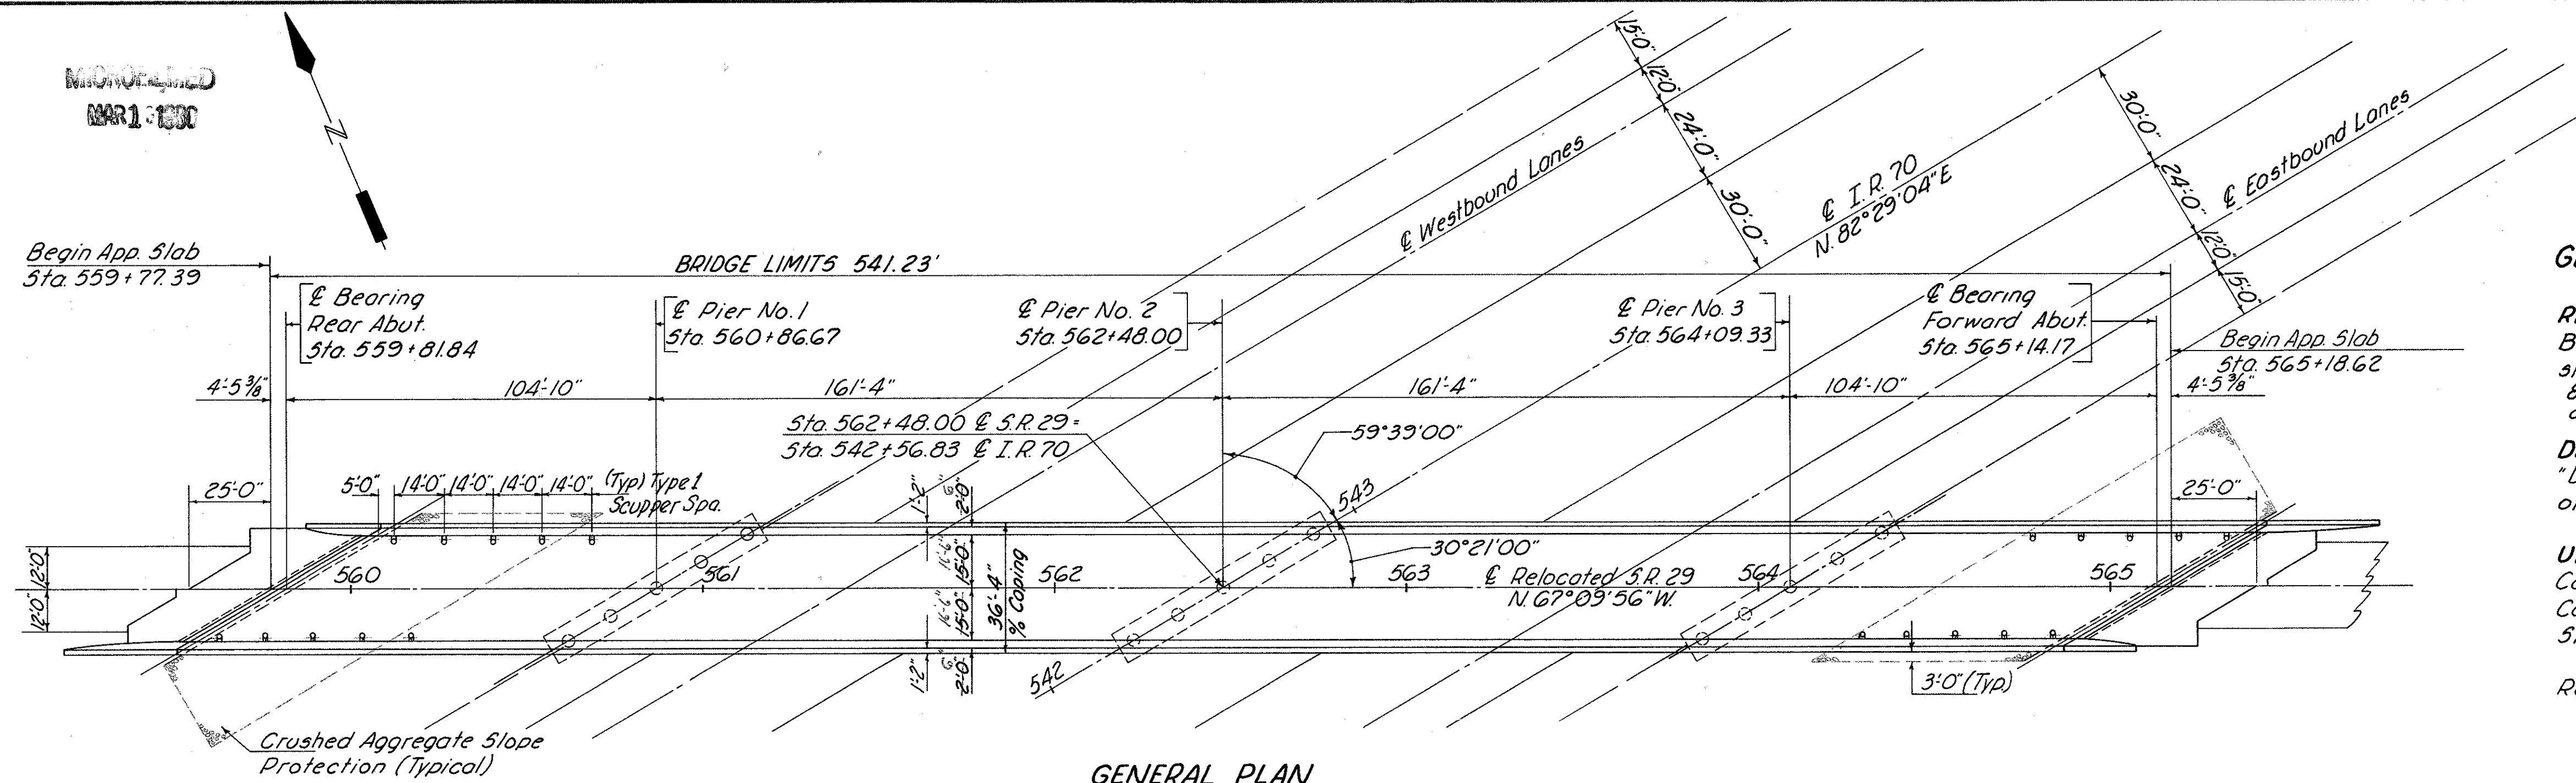 MICROFILMED
MAR 1
N
Begin App. Slab
Sta. 559+77.39
BRIDGE LIMITS 541.23'
℄ Bearing
Rear Abut.
Sta. 559+81.84
℄ Pier No. 1
Sta. 560+86.67
℄ Pier No. 2
Sta. 562+48.00
℄ Pier No. 3
Sta. 564+09.33
℄ Bearing
Forward Abut.
Sta. 565+14.17
Begin App. Slab
Sta. 565+18.62
15'-0"
12'-0"
24'-0"
30'-0"
℄ Westbound Lanes
℄ I.R. 70
N. 82°29'04" E
30'-0"
24'-0"
12'-0"
15'-0"
℄ Eastbound Lanes
4'-5 3/8"
104'-10"
161'-4"
161'-4"
104'-10"
4'-5 3/8"
Sta. 562+48.00 ℄ S.R. 29 =
Sta. 542+56.83 ℄ I.R. 70
59°39'00"
30°21'00"
25'-0"
5'-0"
14'-0"
14'-0"
14'-0"
14'-0"
(Typ) Type 1
Scupper Spa.
1'-2"
2'-0"
25'-0"
12'-0"
12'-0"
15'-0"
15'-0"
36'-4"
% Coping
1'-2"
2'-0"
560
561
562
563
564
565
543
542
℄ Relocated S.R. 29
N. 67°09'56" W.
3'-0" (Typ.)
Crushed Aggregate Slope
Protection (Typical)
GENERAL PLAN